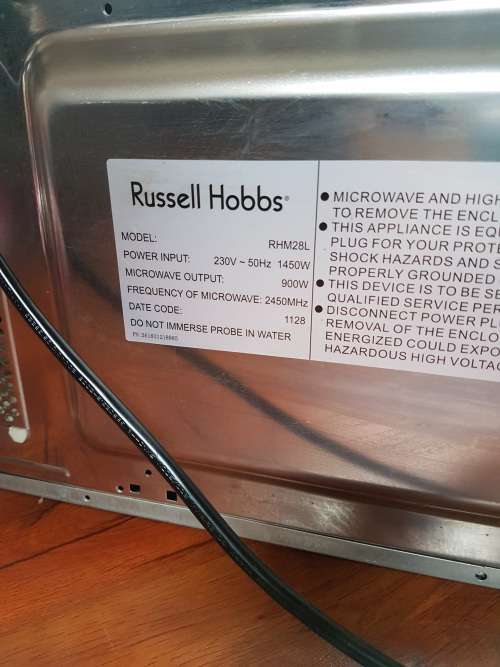 Russell Hobbs
MODEL: RHM28L
POWER INPUT: 230V ~ 50Hz 1450W
MICROWAVE OUTPUT: 900W
FREQUENCY OF MICROWAVE: 2450MHz
DATE CODE: 1128
DO NOT IMMERSE PROBE IN WATER
● MICROWAVE AND HIGH
TO REMOVE THE ENCL
● THIS APPLIANCE IS EQU
PLUG FOR YOUR PROTE
SHOCK HAZARDS AND S
PROPERLY GROUNDED
● THIS DEVICE IS TO BE SE
QUALIFIED SERVICE PER
● DISCONNECT POWER PL
REMOVAL OF THE ENCLO
ENERGIZED COULD EXPO
HAZARDOUS HIGH VOLTAG